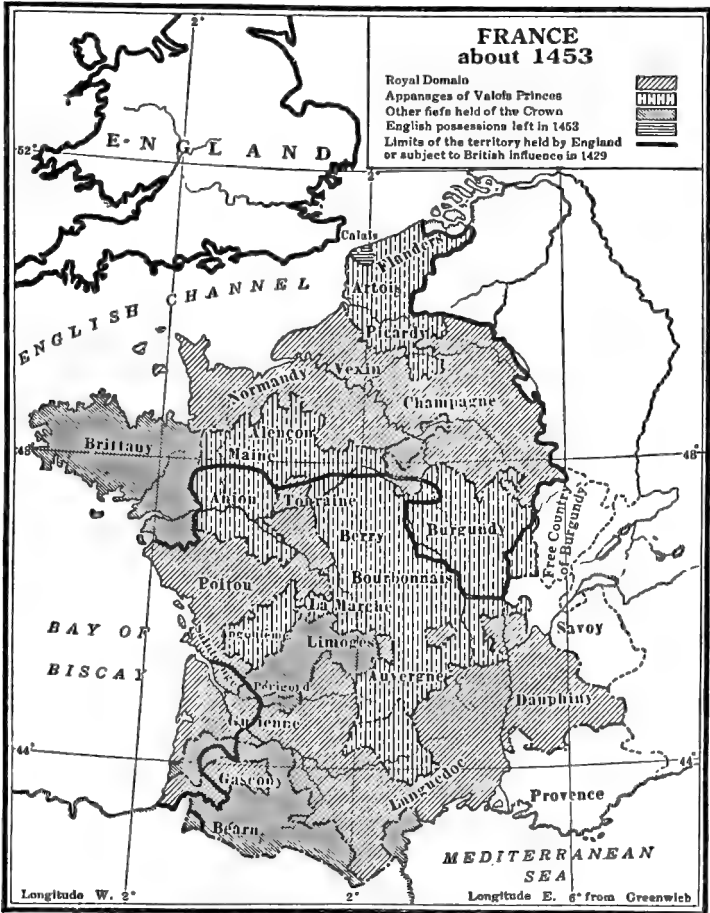 FRANCE
about 1453
Royal Domain
Appanages of Valois Princes
Other fiefs held of the Crown
English possessions left in 1453
Limits of the territory held by England
or subject to British influence in 1429
2°
52°
ENGLAND
2°
Calais
Flanders
Artois
ENGLISH CHANNEL
Picardy
Normandy
Vexin
Champagne
Alençon
Brittany
Maine
48°
48°
Anjou
Touraine
Berry
Burgundy
Free Country
of Burgundy
Poitou
Bourbonnais
La Marche
BAY OF
BISCAY
Limoges
Savoy
Périgord
Auvergne
Dauphiny
Guienne
44°
44°
Gascony
Languedoc
Provence
Béarn
MEDITERRANEAN
SEA
Longitude W. 2°
2°
Longitude E. 6° from Greenwich